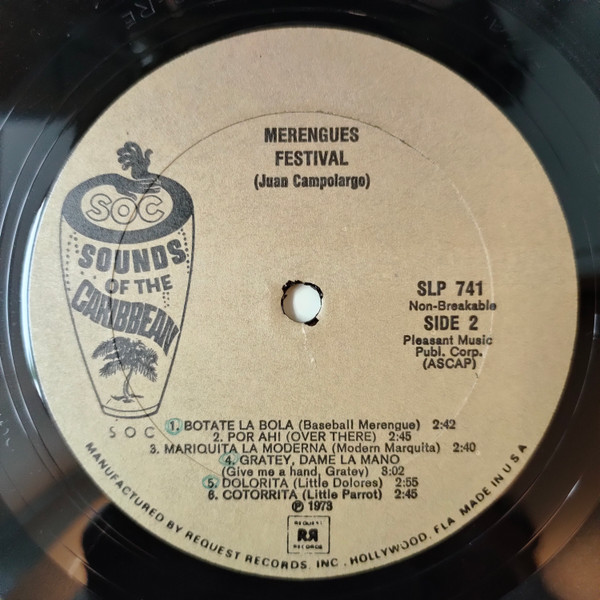 MERENGUES
FESTIVAL
(Juan Campolargo)
SOC
SOUNDS
OF THE
CARIBBEAN
SOC
SLP 741
Non-Breakable
SIDE 2
Pleasant Music
Publ. Corp.
(ASCAP)
1. BOTATE LA BOLA (Baseball Merengue) 2:42
2. POR AHI (OVER THERE) 2:45
3. MARIQUITA LA MODERNA (Modern Marquita) 2:40
4. GRATEY, DAME LA MANO
(Give me a hand, Gratey) 3:02
5. DOLORITA (Little Dolores) 2:55
6. COTORRITA (Little Parrot) 2:45
℗ 1973
REQUEST
RR
RECORDS
MANUFACTURED BY REQUEST RECORDS, INC., HOLLYWOOD, FLA MADE IN USA